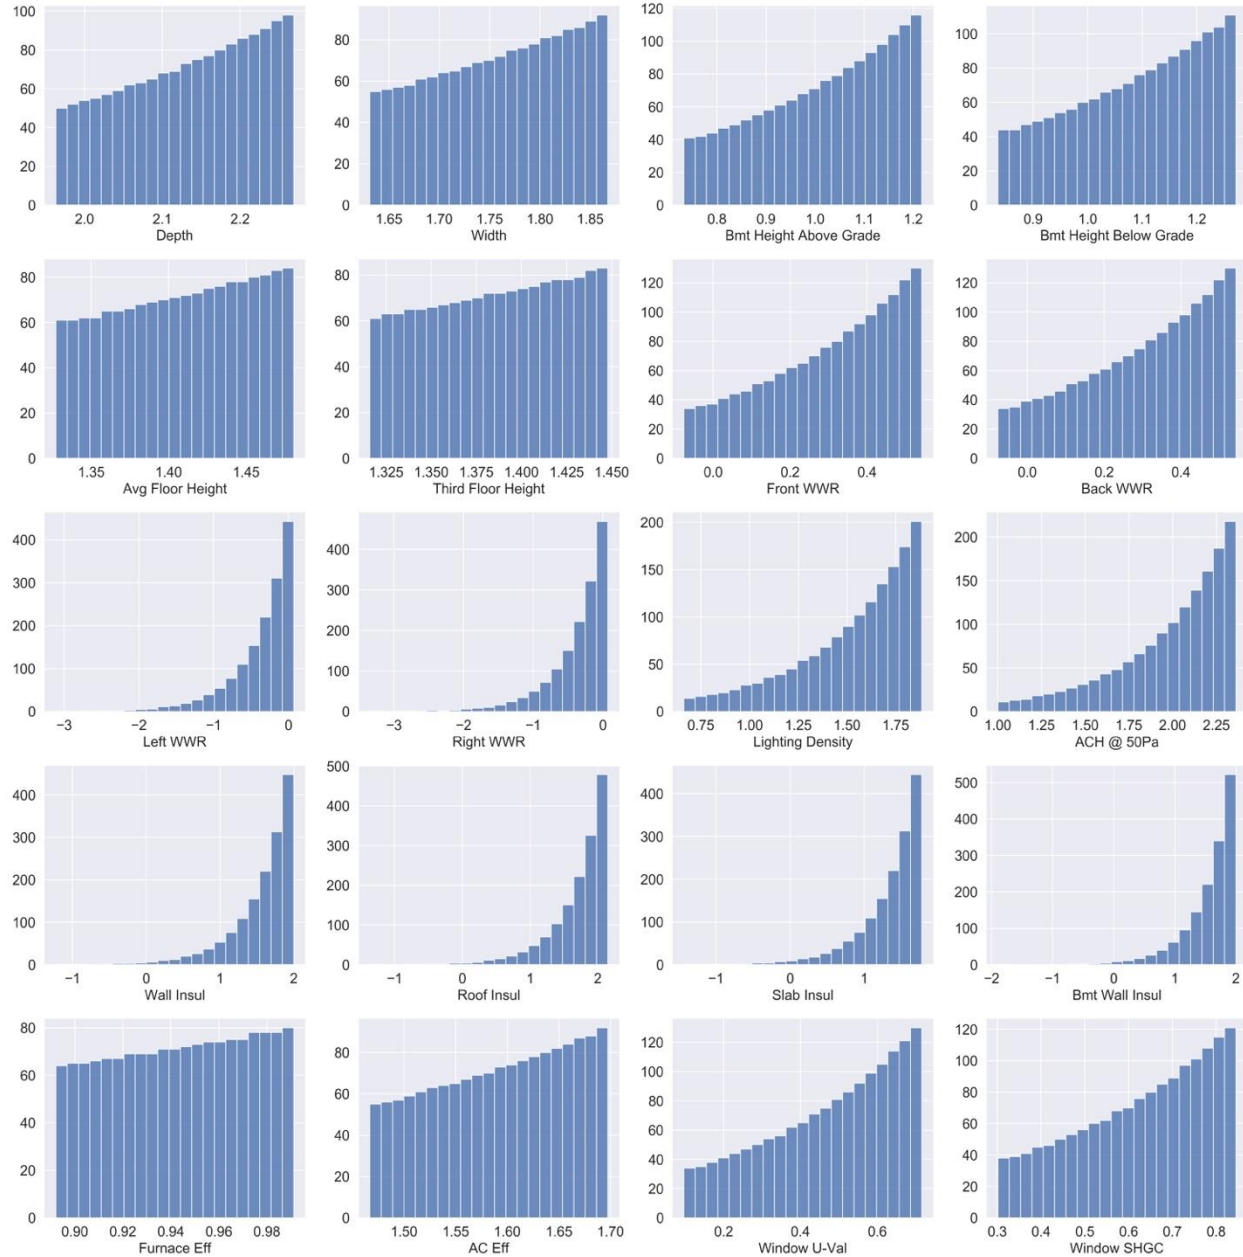 100
80
60
40
20
0
2.0 2.1 2.2
Depth
80
60
40
20
0
1.65 1.70 1.75 1.80 1.85
Width
120
100
80
60
40
20
0
0.8 0.9 1.0 1.1 1.2
Bmt Height Above Grade
100
80
60
40
20
0
0.9 1.0 1.1 1.2
Bmt Height Below Grade
80
60
40
20
0
1.35 1.40 1.45
Avg Floor Height
80
60
40
20
0
1.325 1.350 1.375 1.400 1.425 1.450
Third Floor Height
120
100
80
60
40
20
0
0.0 0.2 0.4
Front WWR
120
100
80
60
40
20
0
0.0 0.2 0.4
Back WWR
400
300
200
100
0
−3 −2 −1 0
Left WWR
400
300
200
100
0
−3 −2 −1 0
Right WWR
200
150
100
50
0
0.75 1.00 1.25 1.50 1.75
Lighting Density
200
150
100
50
0
1.00 1.25 1.50 1.75 2.00 2.25
ACH @ 50Pa
400
300
200
100
0
−1 0 1 2
Wall Insul
500
400
300
200
100
0
−1 0 1 2
Roof Insul
400
300
200
100
0
−1 0 1
Slab Insul
500
400
300
200
100
0
−2 −1 0 1 2
Bmt Wall Insul
80
60
40
20
0
0.90 0.92 0.94 0.96 0.98
Furnace Eff
80
60
40
20
0
1.50 1.55 1.60 1.65 1.70
AC Eff
120
100
80
60
40
20
0
0.2 0.4 0.6
Window U-Val
120
100
80
60
40
20
0
0.3 0.4 0.5 0.6 0.7 0.8
Window SHGC